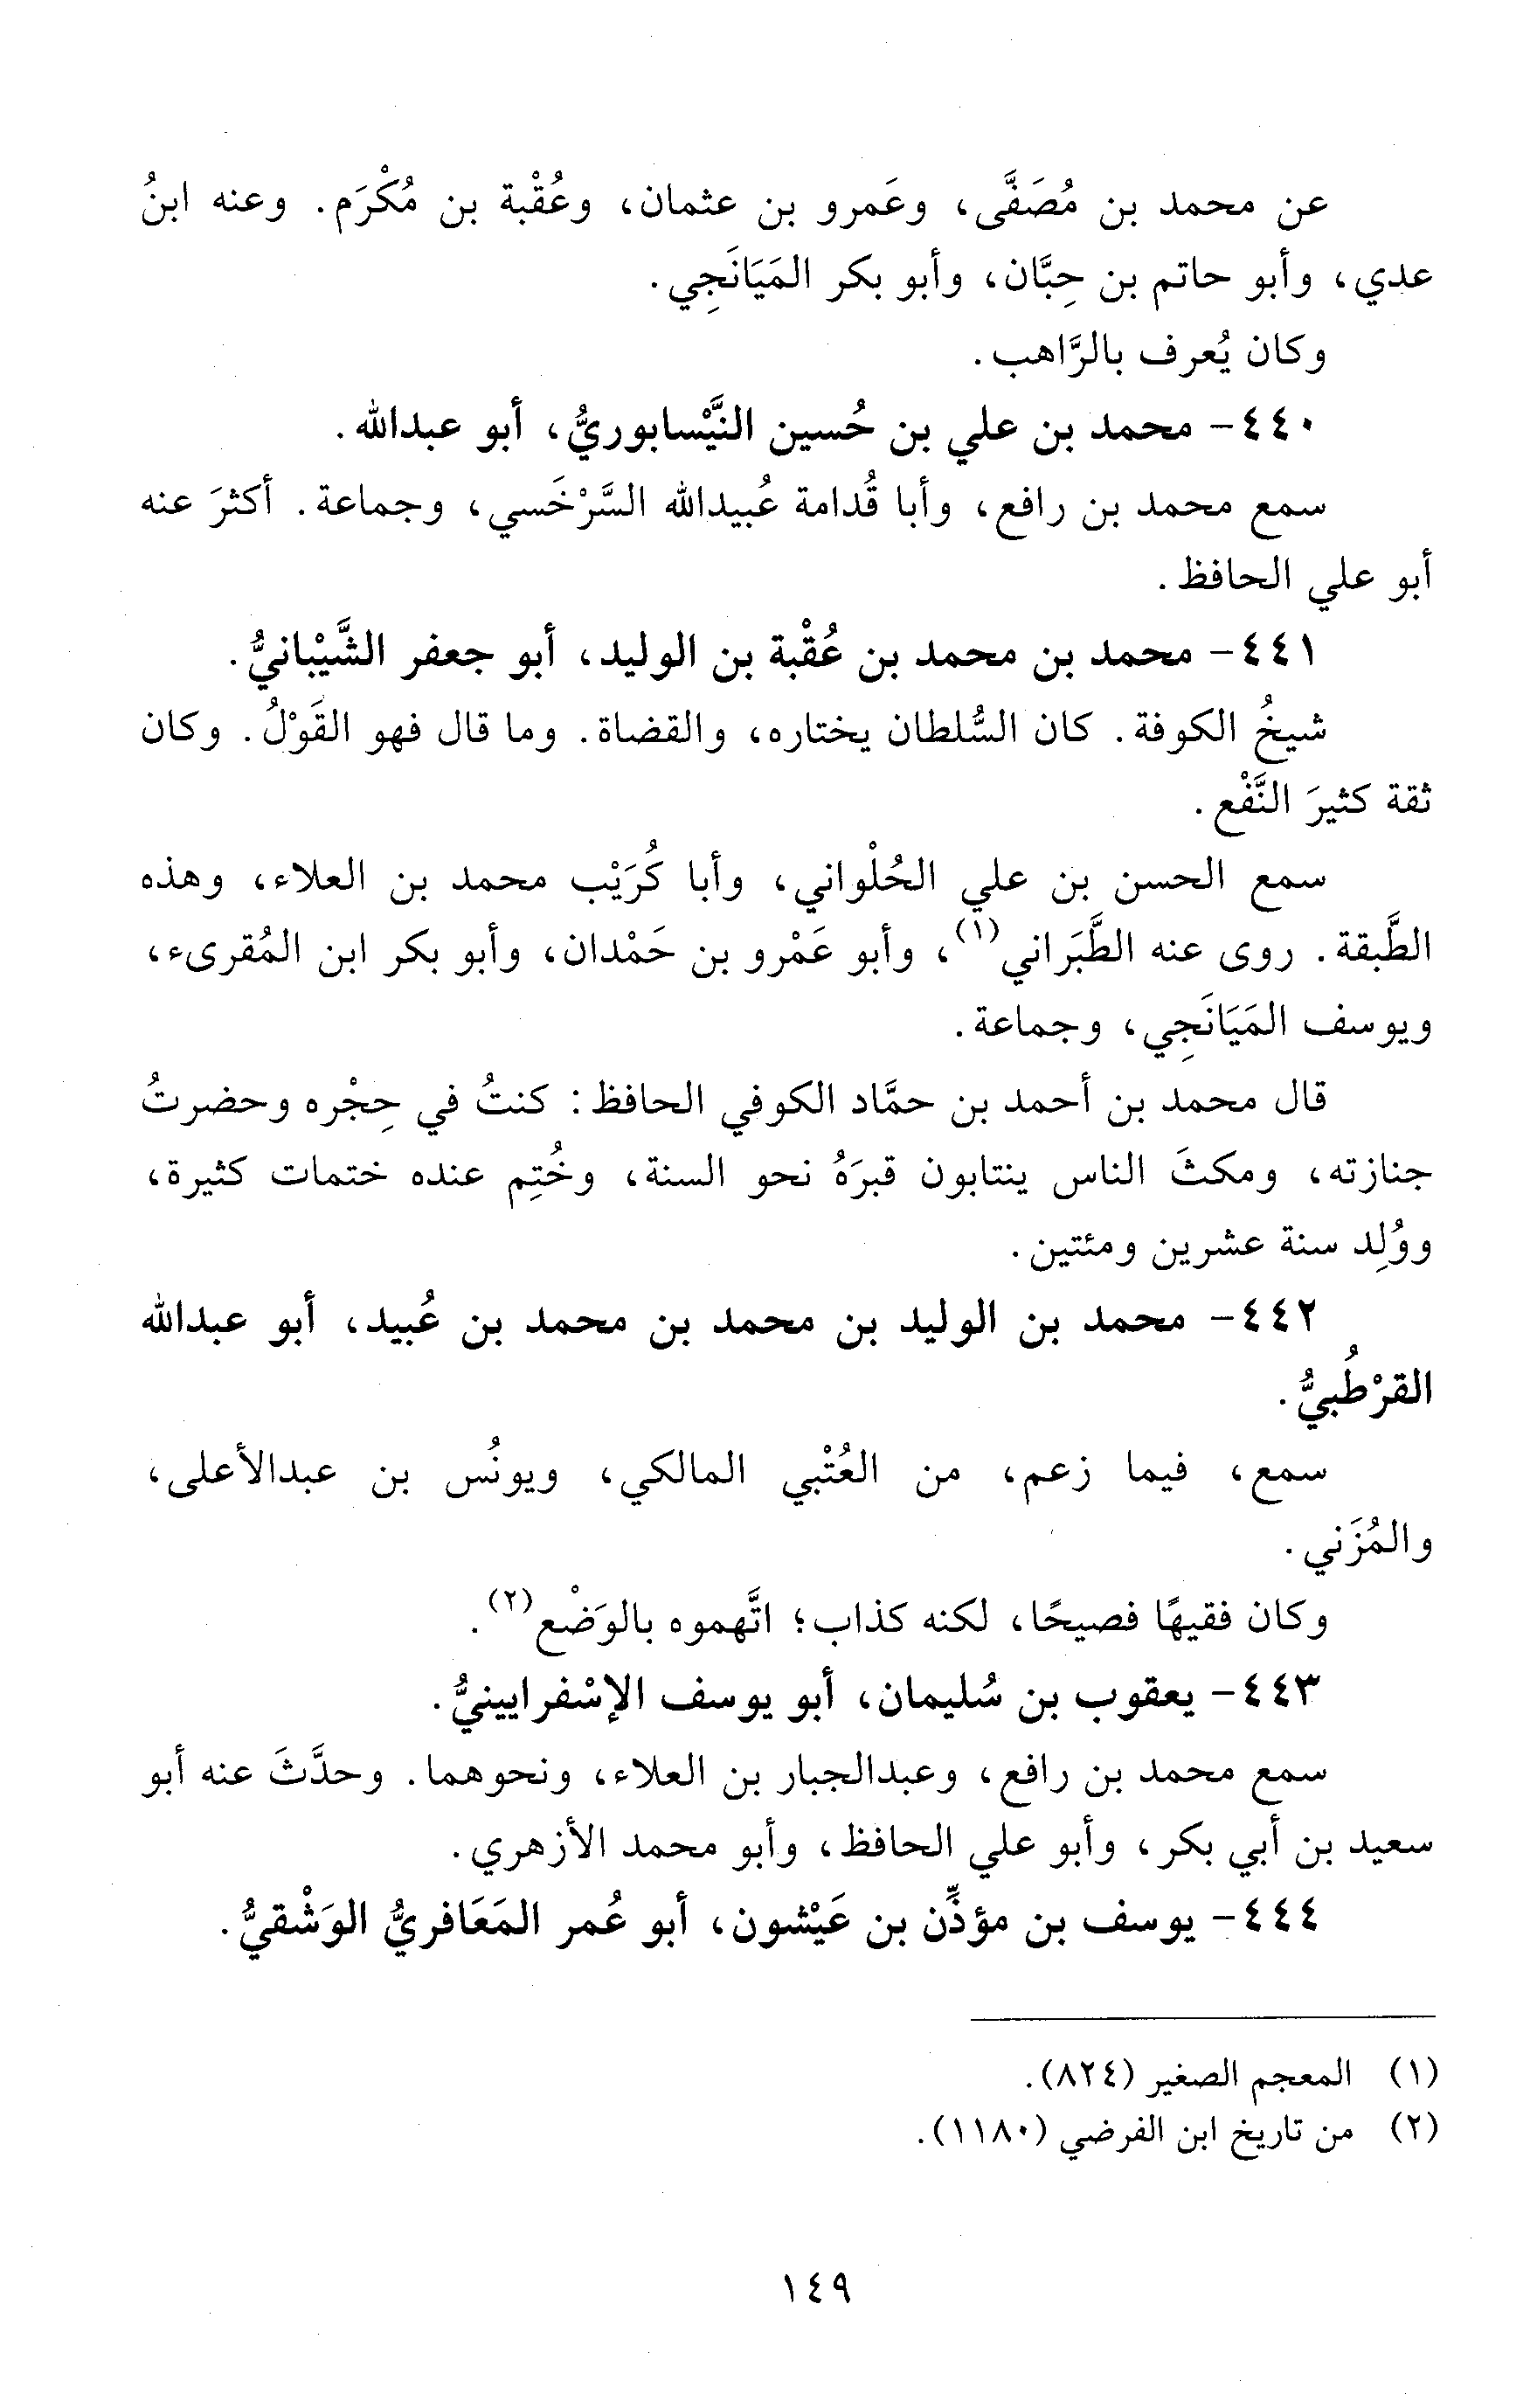 عن محمد بن مُصَفَّى، وعَمرو بن عثمان، وعُقْبة بن مُكْرَم. وعنه ابنُ
عدي، وأبو حاتم بن حِبَّان، وأبو بكر المَيَانَجِي.
وكان يُعرف بالرَّاهب.
٤٤٠- محمد بن علي بن حُسين النَّيْسابوريُّ، أبو عبدالله.
سمع محمد بن رافع، وأبا قُدامة عُبيدالله السَّرْخَسي، وجماعة. أكثرَ عنه
أبو علي الحافظ.
٤٤١- محمد بن محمد بن عُقْبة بن الوليد، أبو جعفر الشَّيْبانيُّ.
شيخُ الكوفة. كان السُّلطان يختاره، والقضاة. وما قال فهو القَوْلُ. وكان
ثقة كثيرَ النَّفْع.
سمع الحسن بن علي الحُلْواني، وأبا كُرَيْب محمد بن العلاء، وهذه
الطَّبقة. روى عنه الطَّبَراني(١)، وأبو عَمْرو بن حَمْدان، وأبو بكر ابن المُقرىء،
ويوسف المَيَانَجِي، وجماعة.
قال محمد بن أحمد بن حمَّاد الكوفي الحافظ: كنتُ في حِجْره وحضرتُ
جنازته، ومكثَ الناس ينتابون قبرَهُ نحو السنة، وخُتِم عنده ختمات كثيرة،
ووُلِد سنة عشرين ومئتين.
٤٤٢- محمد بن الوليد بن محمد بن محمد بن عُبيد، أبو عبدالله
القرْطُبيُّ.
سمع، فيما زعم، من العُتْبي المالكي، ويونُس بن عبدالأعلى،
والمُزَني.
وكان فقيهًا فصيحًا، لكنه كذاب؛ اتَّهموه بالوَضْع(٢).
٤٤٣- يعقوب بن سُليمان، أبو يوسف الإسْفرايينيُّ.
سمع محمد بن رافع، وعبدالجبار بن العلاء، ونحوهما. وحدَّثَ عنه أبو
سعيد بن أبي بكر، وأبو علي الحافظ، وأبو محمد الأزهري.
٤٤٤- يوسف بن مؤذِّن بن عَيْشون، أبو عُمر المَعَافريُّ الوَشْقيُّ.
(١) المعجم الصغير (٨٢٤).
(٢) من تاريخ ابن الفرضي (١١٨٠).
١٤٩